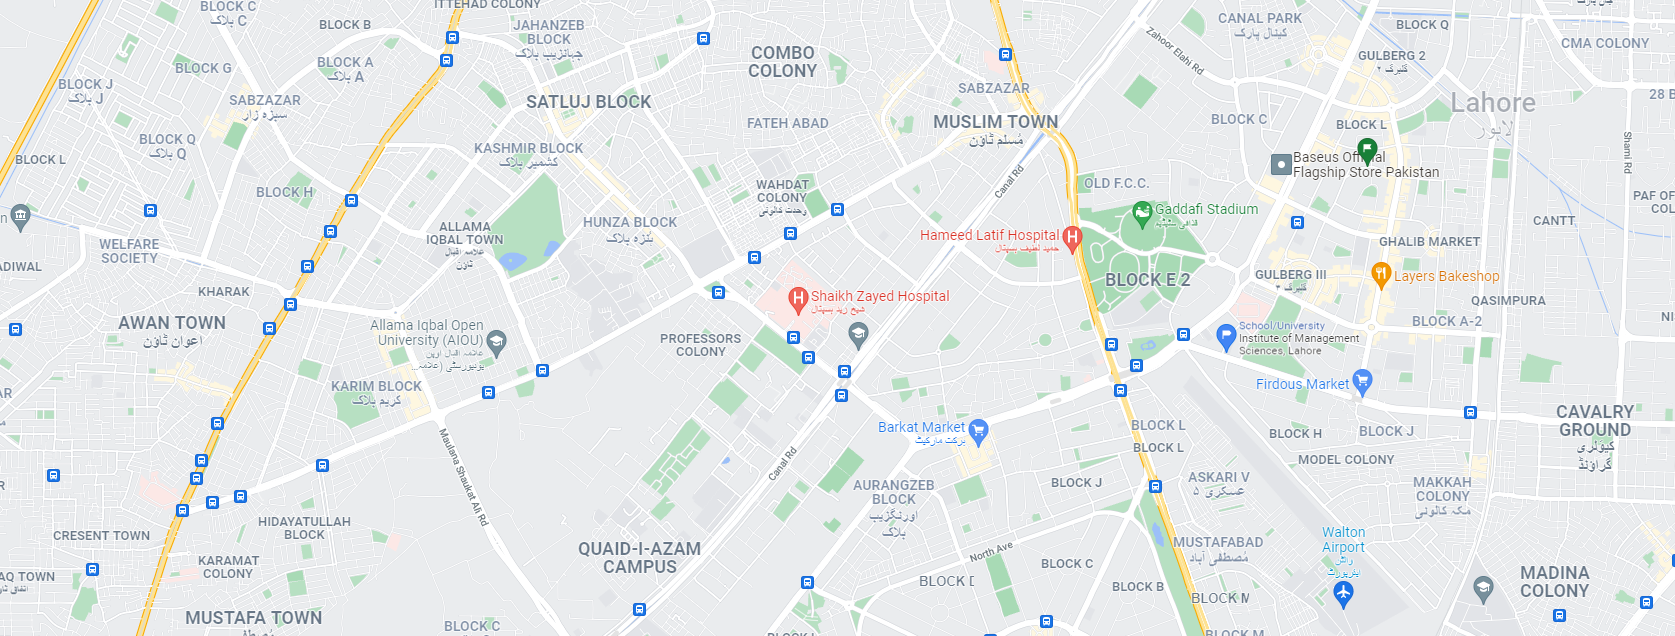 BLOCK C
بلاک C
BLOCK B
ITTEHAD COLONY
JAHANZEB
BLOCK
جہانزیب بلاک
COMBO
COLONY
CANAL PARK
کینال پارک
BLOCK Q
CMA COLONY
Zahoor Elahi Rd
GULBERG 2
گلبرگ ۲
BLOCK J
بلاک J
BLOCK G
BLOCK A
بلاک A
SABZAZAR
سبزہ زار
SATLUJ BLOCK
SABZAZAR
MUSLIM TOWN
مُسلم ٹاؤن
FATEH ABAD
BLOCK C
BLOCK L
Lahore
لاہور
28 B
Shami Rd
BLOCK Q
بلاک Q
BLOCK L
KASHMIR BLOCK
کشمیر بلاک
Baseus Official
Flagship Store Pakistan
BLOCK H
WAHDAT
COLONY
وحدت کالونی
Canal Rd
OLD F.C.C.
PAF OF
COL
ALLAMA
IQBAL TOWN
علامہ اقبال
ٹاؤن
HUNZA BLOCK
ہنزہ بلاک
Gaddafi Stadium
قذافی سٹیڈیم
CANTT
Hameed Latif Hospital
حمید لطیف ہسپتال
WELFARE
SOCIETY
GHALIB MARKET
ADIWAL
KHARAK
Shaikh Zayed Hospital
شیخ زید ہسپتال
BLOCK E 2
GULBERG III
گلبرگ ۳
Layers Bakeshop
QASIMPURA
AWAN TOWN
اعوان ٹاؤن
Allama Iqbal Open
University (AIOU)
علامہ اقبال اوپن
یونیورسٹی (علامہ...
PROFESSORS
COLONY
School/University
Institute of Management
Sciences, Lahore
BLOCK A-2
NI
KARIM BLOCK
کریم بلاک
Firdous Market
CAVALRY
GROUND
کیولری
گراؤنڈ
Barkat Market
برکت مارکیٹ
BLOCK L
BLOCK L
BLOCK H
BLOCK J
MODEL COLONY
Maulana Shaukat Ali Rd
Canal Rd
AURANGZEB
BLOCK
اورنگزیب
بلاک
BLOCK J
ASKARI V
عسکری ۵
MAKKAH
COLONY
مکہ کالونی
HIDAYATULLAH
BLOCK
CRESENT TOWN
QUAID-I-AZAM
CAMPUS
North Ave
MUSTAFABAD
مُصطفیٰ آباد
Walton
Airport
والٹن
ایئرپورٹ
KARAMAT
COLONY
AQ TOWN
BLOCK C
BLOCK B
BLOCK M
MADINA
COLONY
MUSTAFA TOWN
BLOCK C
BLOCK M